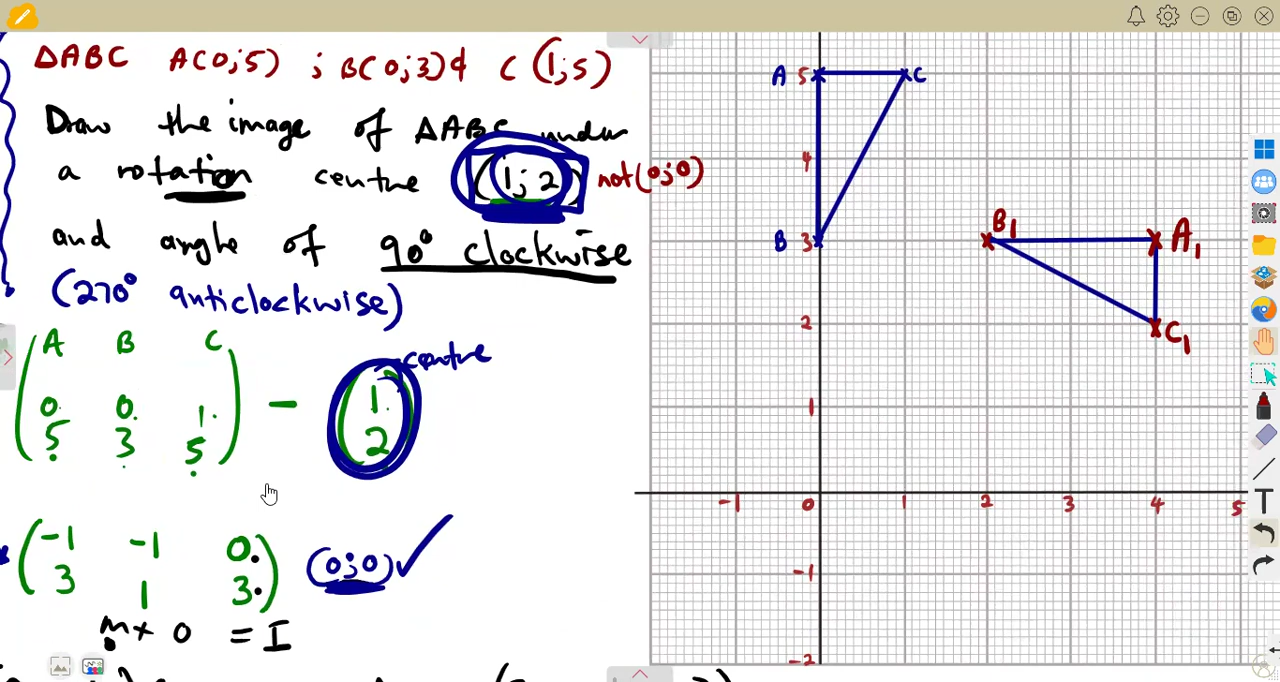 ΔABC A(0;5) ; B(0;3) & C (1;5)
Draw the image of ΔABC under
a rotation centre (1;2) not(0;0)
and angle of 90° clockwise
(270° anticlockwise)
A B C
centre
0 0 1 - 1
5 3 5 2
-1 -1 0 (0;0) ✓
3 1 3
m x 0 = I
A 5 C
4
B 3 B₁ A₁
2 C₁
1
-1 0 1 2 3 4 5
-1
-2
T